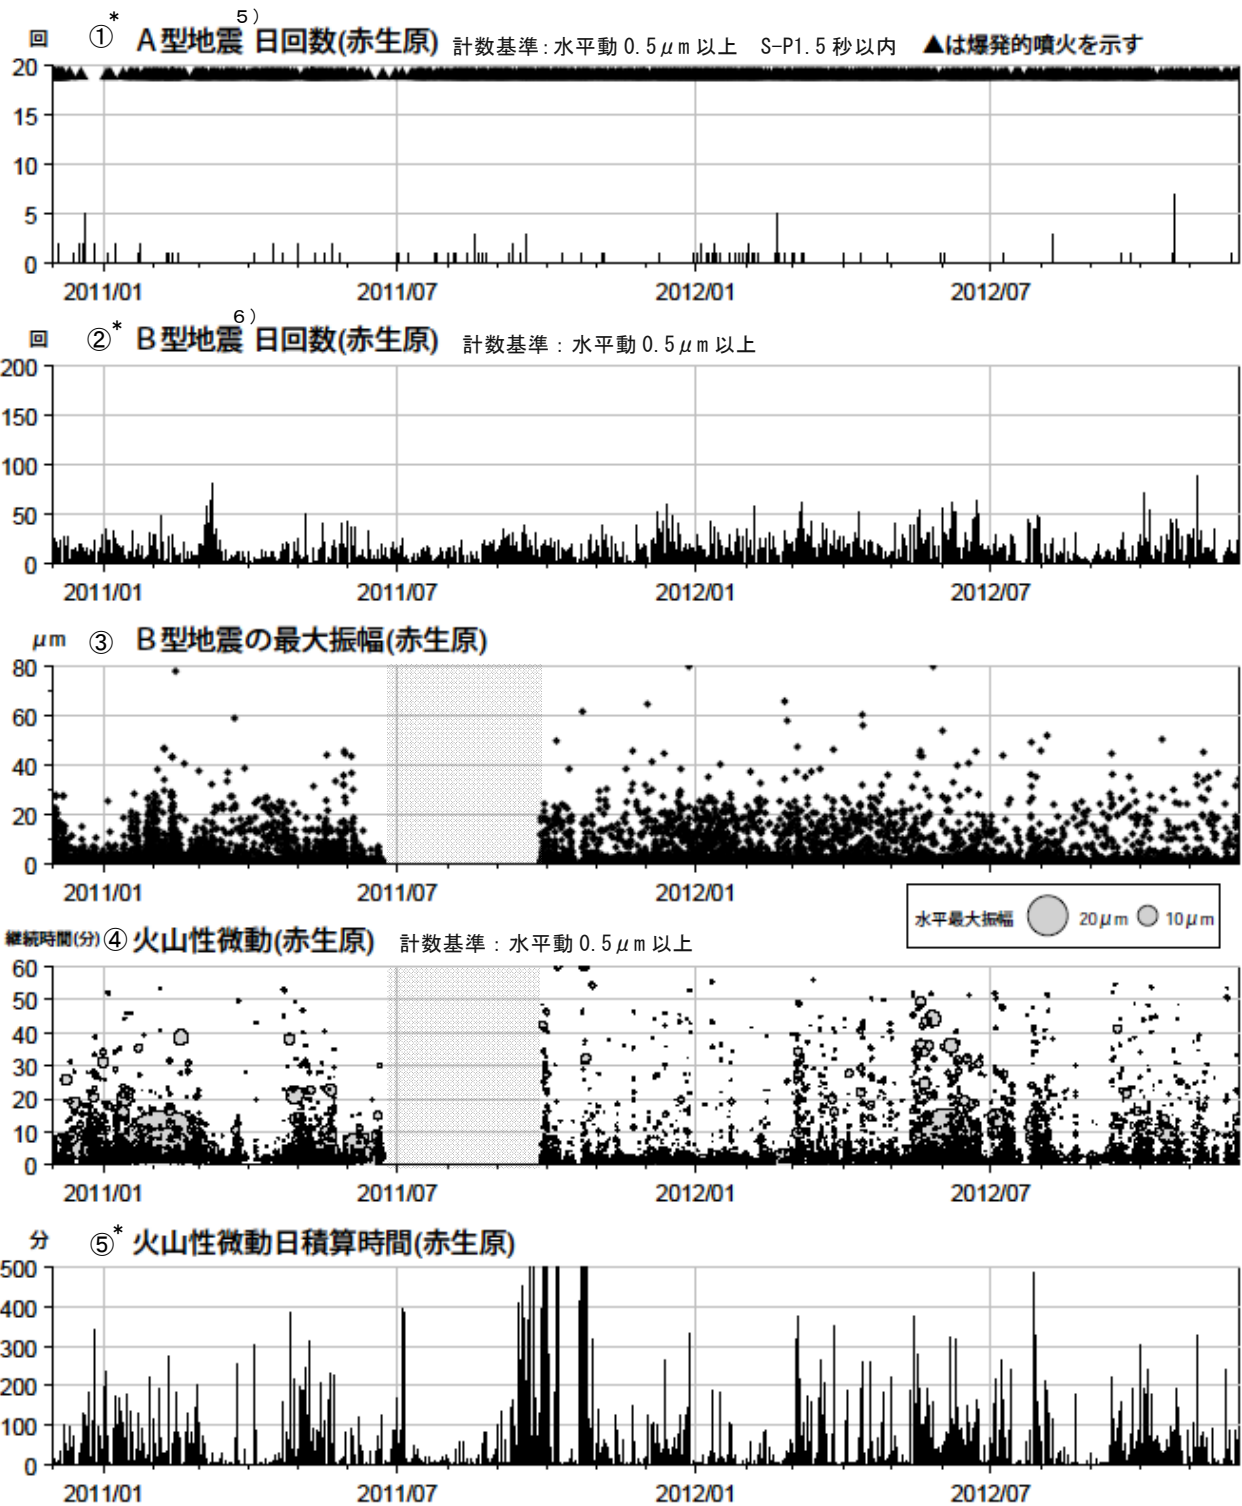 回 ①* A型地震5) 日回数(赤生原) 計数基準:水平動 0.5μm 以上 S-P1.5 秒以内 ▲は爆発的噴火を示す
20
15
10
5
0
2011/01 2011/07 2012/01 2012/07
回 ②* B型地震6) 日回数(赤生原) 計数基準：水平動 0.5μm 以上
200
150
100
50
0
2011/01 2011/07 2012/01 2012/07
μm ③ B型地震の最大振幅(赤生原)
80
60
40
20
0
2011/01 2011/07 2012/01
水平最大振幅 20μm 10μm
継続時間(分) ④ 火山性微動(赤生原) 計数基準：水平動 0.5μm 以上
60
50
40
30
20
10
0
2011/01 2011/07 2012/01 2012/07
分 ⑤* 火山性微動日積算時間(赤生原)
500
400
300
200
100
0
2011/01 2011/07 2012/01 2012/07